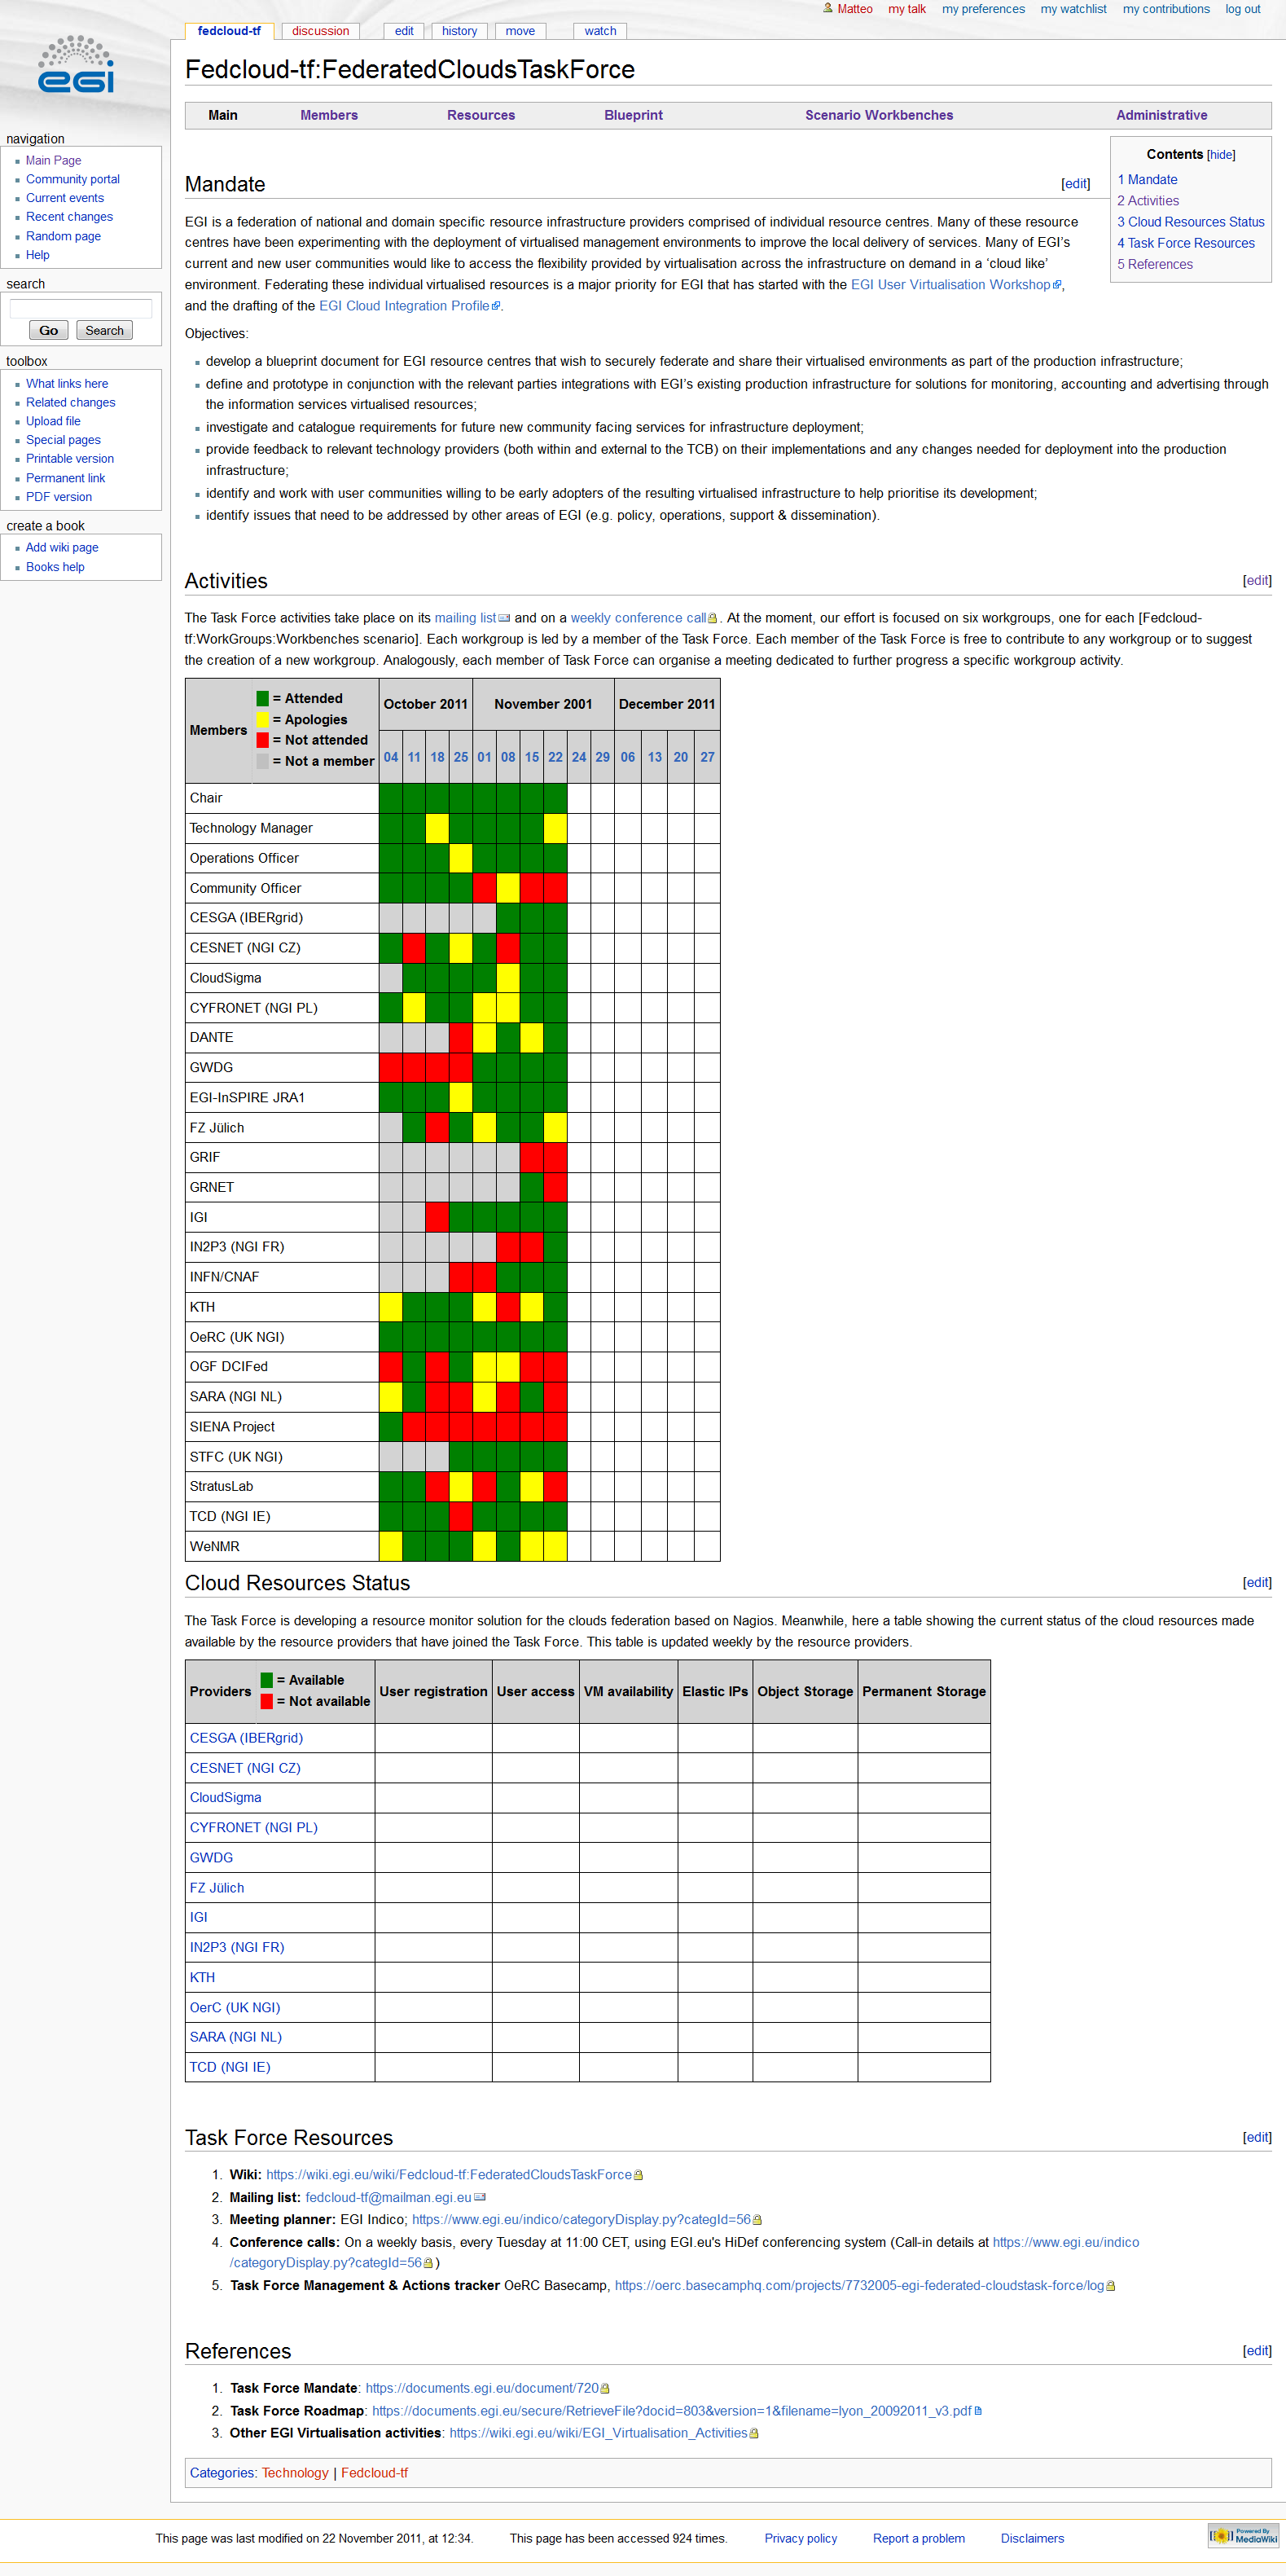 Matteo my talk my preferences my watchlist my contributions log out
fedcloud-tf discussion edit history move watch
egi
Fedcloud-tf:FederatedCloudsTaskForce
Main Members Resources Blueprint Scenario Workbenches Administrative
navigation
Main Page
Community portal
Current events
Recent changes
Random page
Help
search
Go Search
toolbox
What links here
Related changes
Upload file
Special pages
Printable version
Permanent link
PDF version
create a book
Add wiki page
Books help
Contents [hide]
1 Mandate
2 Activities
3 Cloud Resources Status
4 Task Force Resources
5 References
Mandate [edit]
EGI is a federation of national and domain specific resource infrastructure providers comprised of individual resource centres. Many of these resource
centres have been experimenting with the deployment of virtualised management environments to improve the local delivery of services. Many of EGI’s
current and new user communities would like to access the flexibility provided by virtualisation across the infrastructure on demand in a ‘cloud like’
environment. Federating these individual virtualised resources is a major priority for EGI that has started with the EGI User Virtualisation Workshop,
and the drafting of the EGI Cloud Integration Profile.
Objectives:
develop a blueprint document for EGI resource centres that wish to securely federate and share their virtualised environments as part of the production infrastructure;
define and prototype in conjunction with the relevant parties integrations with EGI’s existing production infrastructure for solutions for monitoring, accounting and advertising through
the information services virtualised resources;
investigate and catalogue requirements for future new community facing services for infrastructure deployment;
provide feedback to relevant technology providers (both within and external to the TCB) on their implementations and any changes needed for deployment into the production
infrastructure;
identify and work with user communities willing to be early adopters of the resulting virtualised infrastructure to help prioritise its development;
identify issues that need to be addressed by other areas of EGI (e.g. policy, operations, support & dissemination).
Activities [edit]
The Task Force activities take place on its mailing list and on a weekly conference call. At the moment, our effort is focused on six workgroups, one for each [Fedcloud-
tf:WorkGroups:Workbenches scenario]. Each workgroup is led by a member of the Task Force. Each member of the Task Force is free to contribute to any workgroup or to suggest
the creation of a new workgroup. Analogously, each member of Task Force can organise a meeting dedicated to further progress a specific workgroup activity.
Members
= Attended
= Apologies
= Not attended
= Not a member
October 2011 November 2001 December 2011
04 11 18 25 01 08 15 22 24 29 06 13 20 27
Chair
Technology Manager
Operations Officer
Community Officer
CESGA (IBERgrid)
CESNET (NGI CZ)
CloudSigma
CYFRONET (NGI PL)
DANTE
GWDG
EGI-InSPIRE JRA1
FZ Jülich
GRIF
GRNET
IGI
IN2P3 (NGI FR)
INFN/CNAF
KTH
OeRC (UK NGI)
OGF DCIFed
SARA (NGI NL)
SIENA Project
STFC (UK NGI)
StratusLab
TCD (NGI IE)
WeNMR
Cloud Resources Status [edit]
The Task Force is developing a resource monitor solution for the clouds federation based on Nagios. Meanwhile, here a table showing the current status of the cloud resources made
available by the resource providers that have joined the Task Force. This table is updated weekly by the resource providers.
Providers
= Available
= Not available
User registration User access VM availability Elastic IPs Object Storage Permanent Storage
CESGA (IBERgrid)
CESNET (NGI CZ)
CloudSigma
CYFRONET (NGI PL)
GWDG
FZ Jülich
IGI
IN2P3 (NGI FR)
KTH
OerC (UK NGI)
SARA (NGI NL)
TCD (NGI IE)
Task Force Resources [edit]
1. Wiki: https://wiki.egi.eu/wiki/Fedcloud-tf:FederatedCloudsTaskForce
2. Mailing list: fedcloud-tf@mailman.egi.eu
3. Meeting planner: EGI Indico; https://www.egi.eu/indico/categoryDisplay.py?categId=56
4. Conference calls: On a weekly basis, every Tuesday at 11:00 CET, using EGI.eu's HiDef conferencing system (Call-in details at https://www.egi.eu/indico
/categoryDisplay.py?categId=56)
5. Task Force Management & Actions tracker OeRC Basecamp, https://oerc.basecamphq.com/projects/7732005-egi-federated-cloudstask-force/log
References [edit]
1. Task Force Mandate: https://documents.egi.eu/document/720
2. Task Force Roadmap: https://documents.egi.eu/secure/RetrieveFile?docid=803&version=1&filename=lyon_20092011_v3.pdf
3. Other EGI Virtualisation activities: https://wiki.egi.eu/wiki/EGI_Virtualisation_Activities
Categories: Technology | Fedcloud-tf
This page was last modified on 22 November 2011, at 12:34. This page has been accessed 924 times. Privacy policy Report a problem Disclaimers
Powered By
MediaWiki